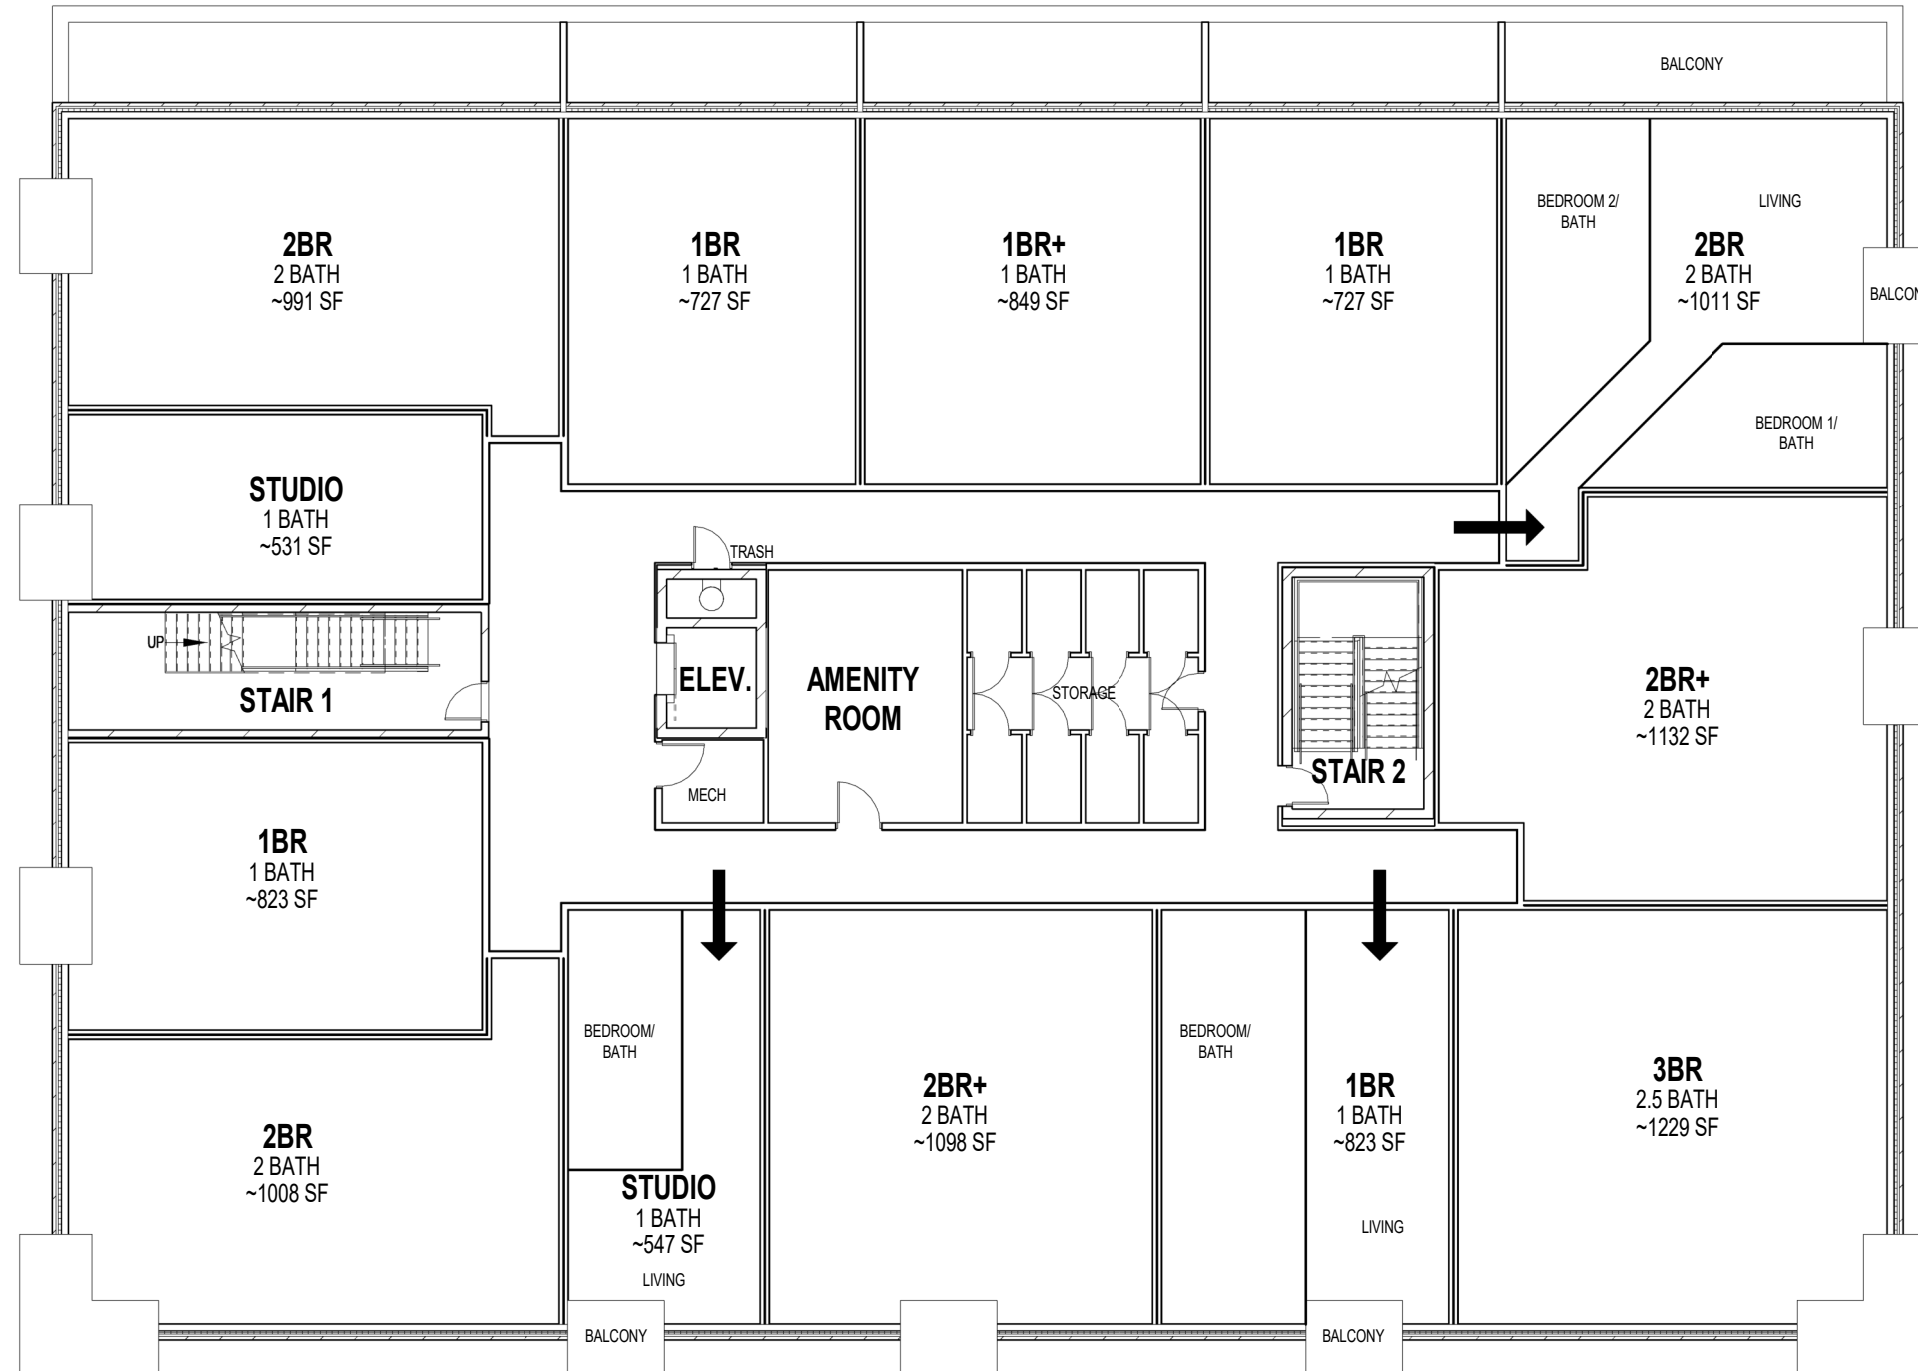 BALCONY
2BR
2 BATH
~991 SF
1BR
1 BATH
~727 SF
1BR+
1 BATH
~849 SF
1BR
1 BATH
~727 SF
BEDROOM 2/
BATH
LIVING
2BR
2 BATH
~1011 SF
BALCON
BEDROOM 1/
BATH
STUDIO
1 BATH
~531 SF
TRASH
UP
STAIR 1
ELEV.
AMENITY
ROOM
STORAGE
MECH
STAIR 2
2BR+
2 BATH
~1132 SF
1BR
1 BATH
~823 SF
2BR
2 BATH
~1008 SF
BEDROOM/
BATH
STUDIO
1 BATH
~547 SF
LIVING
BALCONY
2BR+
2 BATH
~1098 SF
BEDROOM/
BATH
1BR
1 BATH
~823 SF
LIVING
BALCONY
3BR
2.5 BATH
~1229 SF